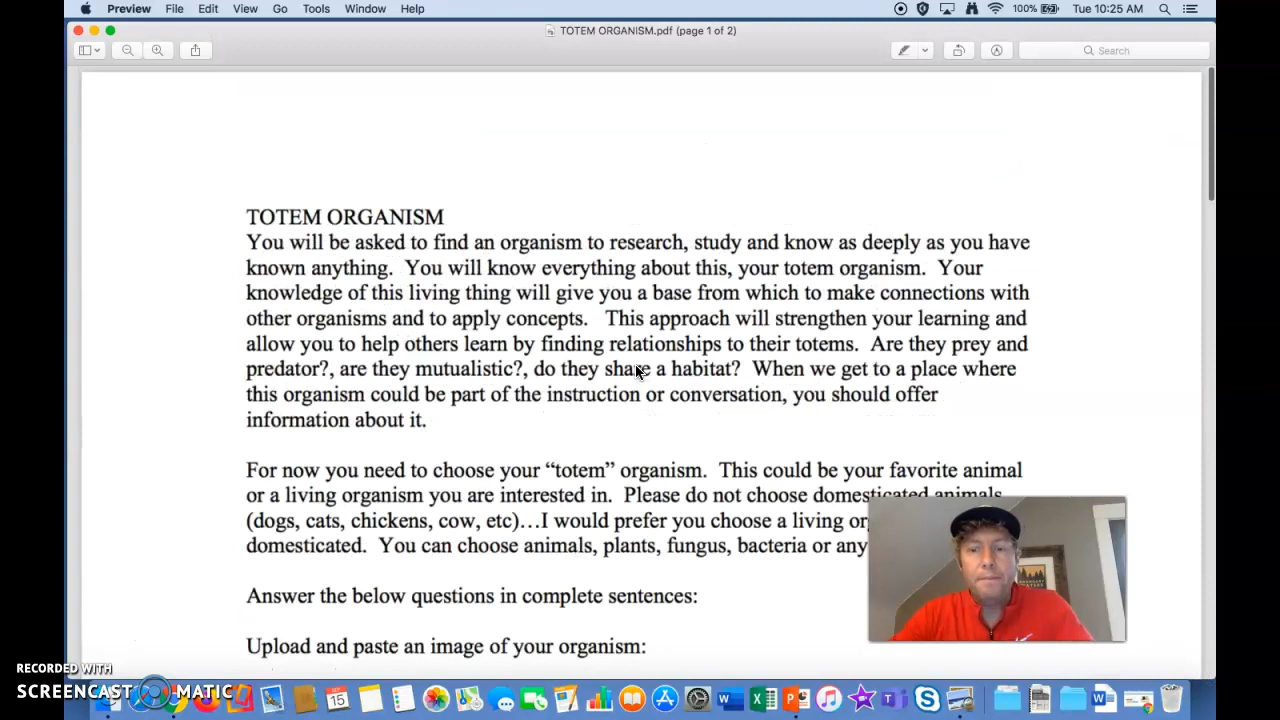 Preview File Edit View Go Tools Window Help 100% Tue 10:25 AM
TOTEM ORGANISM.pdf (page 1 of 2)
Search
TOTEM ORGANISM
You will be asked to find an organism to research, study and know as deeply as you have
known anything. You will know everything about this, your totem organism. Your
knowledge of this living thing will give you a base from which to make connections with
other organisms and to apply concepts. This approach will strengthen your learning and
allow you to help others learn by finding relationships to their totems. Are they prey and
predator?, are they mutualistic?, do they share a habitat? When we get to a place where
this organism could be part of the instruction or conversation, you should offer
information about it.
For now you need to choose your “totem” organism. This could be your favorite animal
or a living organism you are interested in. Please do not choose domesticated animals
(dogs, cats, chickens, cow, etc)…I would prefer you choose a living
domesticated. You can choose animals, plants, fungus, bacteria or
Answer the below questions in complete sentences:
Upload and paste an image of your organism:
RECORDED WITH
SCREENCAST MATIC
15